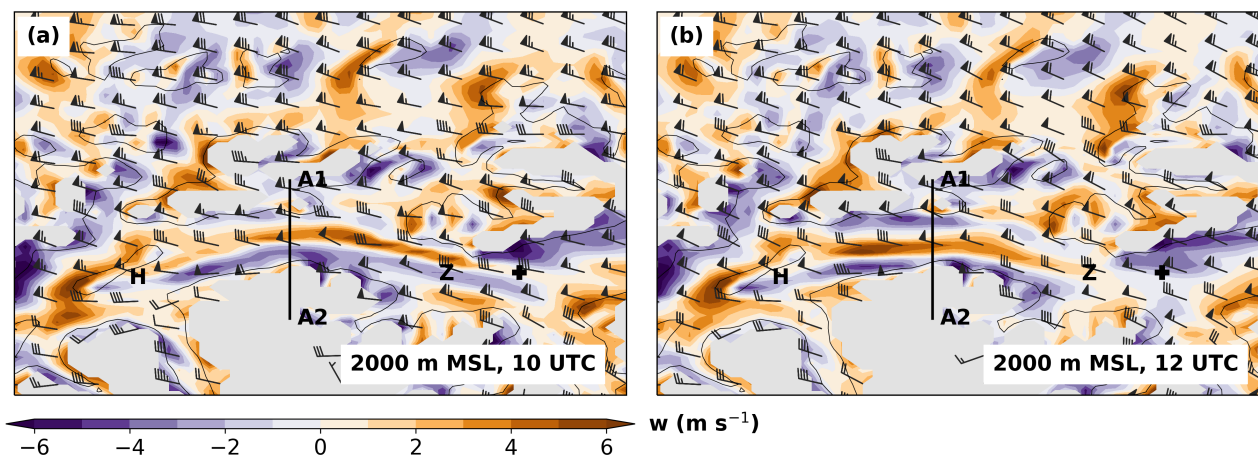 (a)
A1
H
Z
A2
2000 m MSL, 10 UTC
(b)
A1
H
Z
A2
2000 m MSL, 12 UTC
−6 −4 −2 0 2 4 6
w (m s⁻¹)